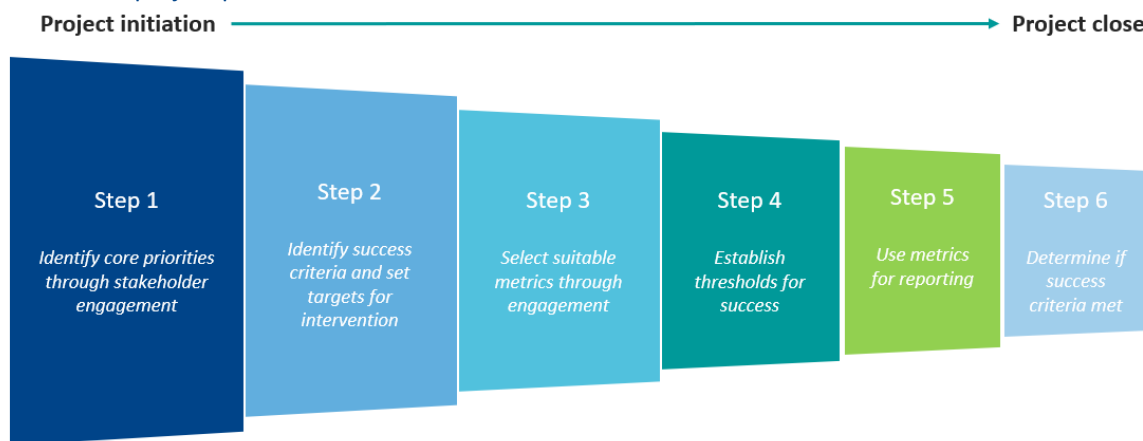 Project initiation
Project close
Step 1
Identify core priorities
through stakeholder
engagement
Step 2
Identify success
criteria and set
targets for
intervention
Step 3
Select suitable
metrics through
engagement
Step 4
Establish
thresholds for
success
Step 5
Use metrics
for reporting
Step 6
Determine if
success
criteria met